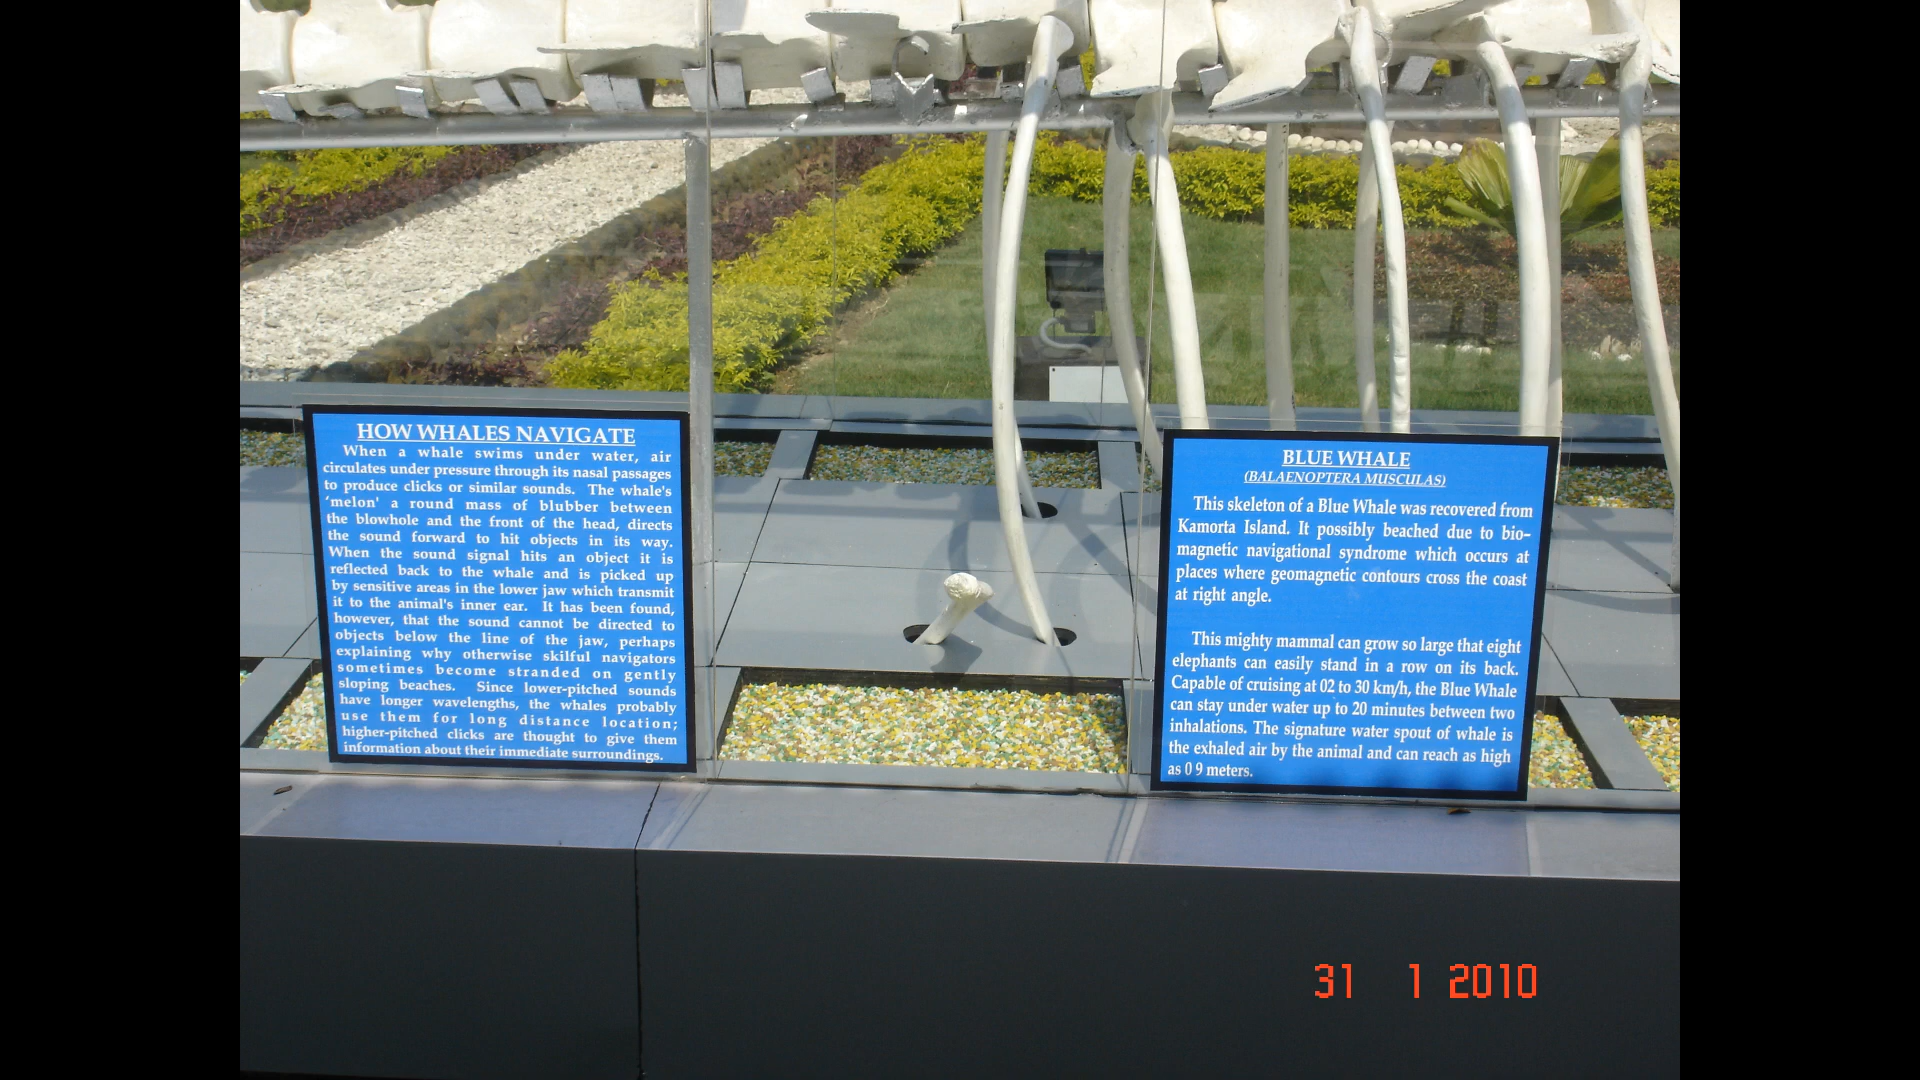 HOW WHALES NAVIGATE
When a whale swims under water, air
circulates under pressure through its nasal passages
to produce clicks or similar sounds. The whale's
'melon' a round mass of blubber between
the blowhole and the front of the head, directs
the sound forward to hit objects in its way.
When the sound signal hits an object it is
reflected back to the whale and is picked up
by sensitive areas in the lower jaw which transmit
it to the animal's inner ear. It has been found,
however, that the sound cannot be directed to
objects below the line of the jaw, perhaps
explaining why otherwise skilful navigators
sometimes become stranded on gently
sloping beaches. Since lower-pitched sounds
have longer wavelengths, the whales probably
use them for long distance location;
higher-pitched clicks are thought to give them
information about their immediate surroundings.
BLUE WHALE
(BALAENOPTERA MUSCULAS)
This skeleton of a Blue Whale was recovered from
Kamorta Island. It possibly beached due to bio-
magnetic navigational syndrome which occurs at
places where geomagnetic contours cross the coast
at right angle.
This mighty mammal can grow so large that eight
elephants can easily stand in a row on its back.
Capable of cruising at 02 to 30 km/h, the Blue Whale
can stay under water up to 20 minutes between two
inhalations. The signature water spout of whale is
the exhaled air by the animal and can reach as high
as 0 9 meters.
31 1 2010